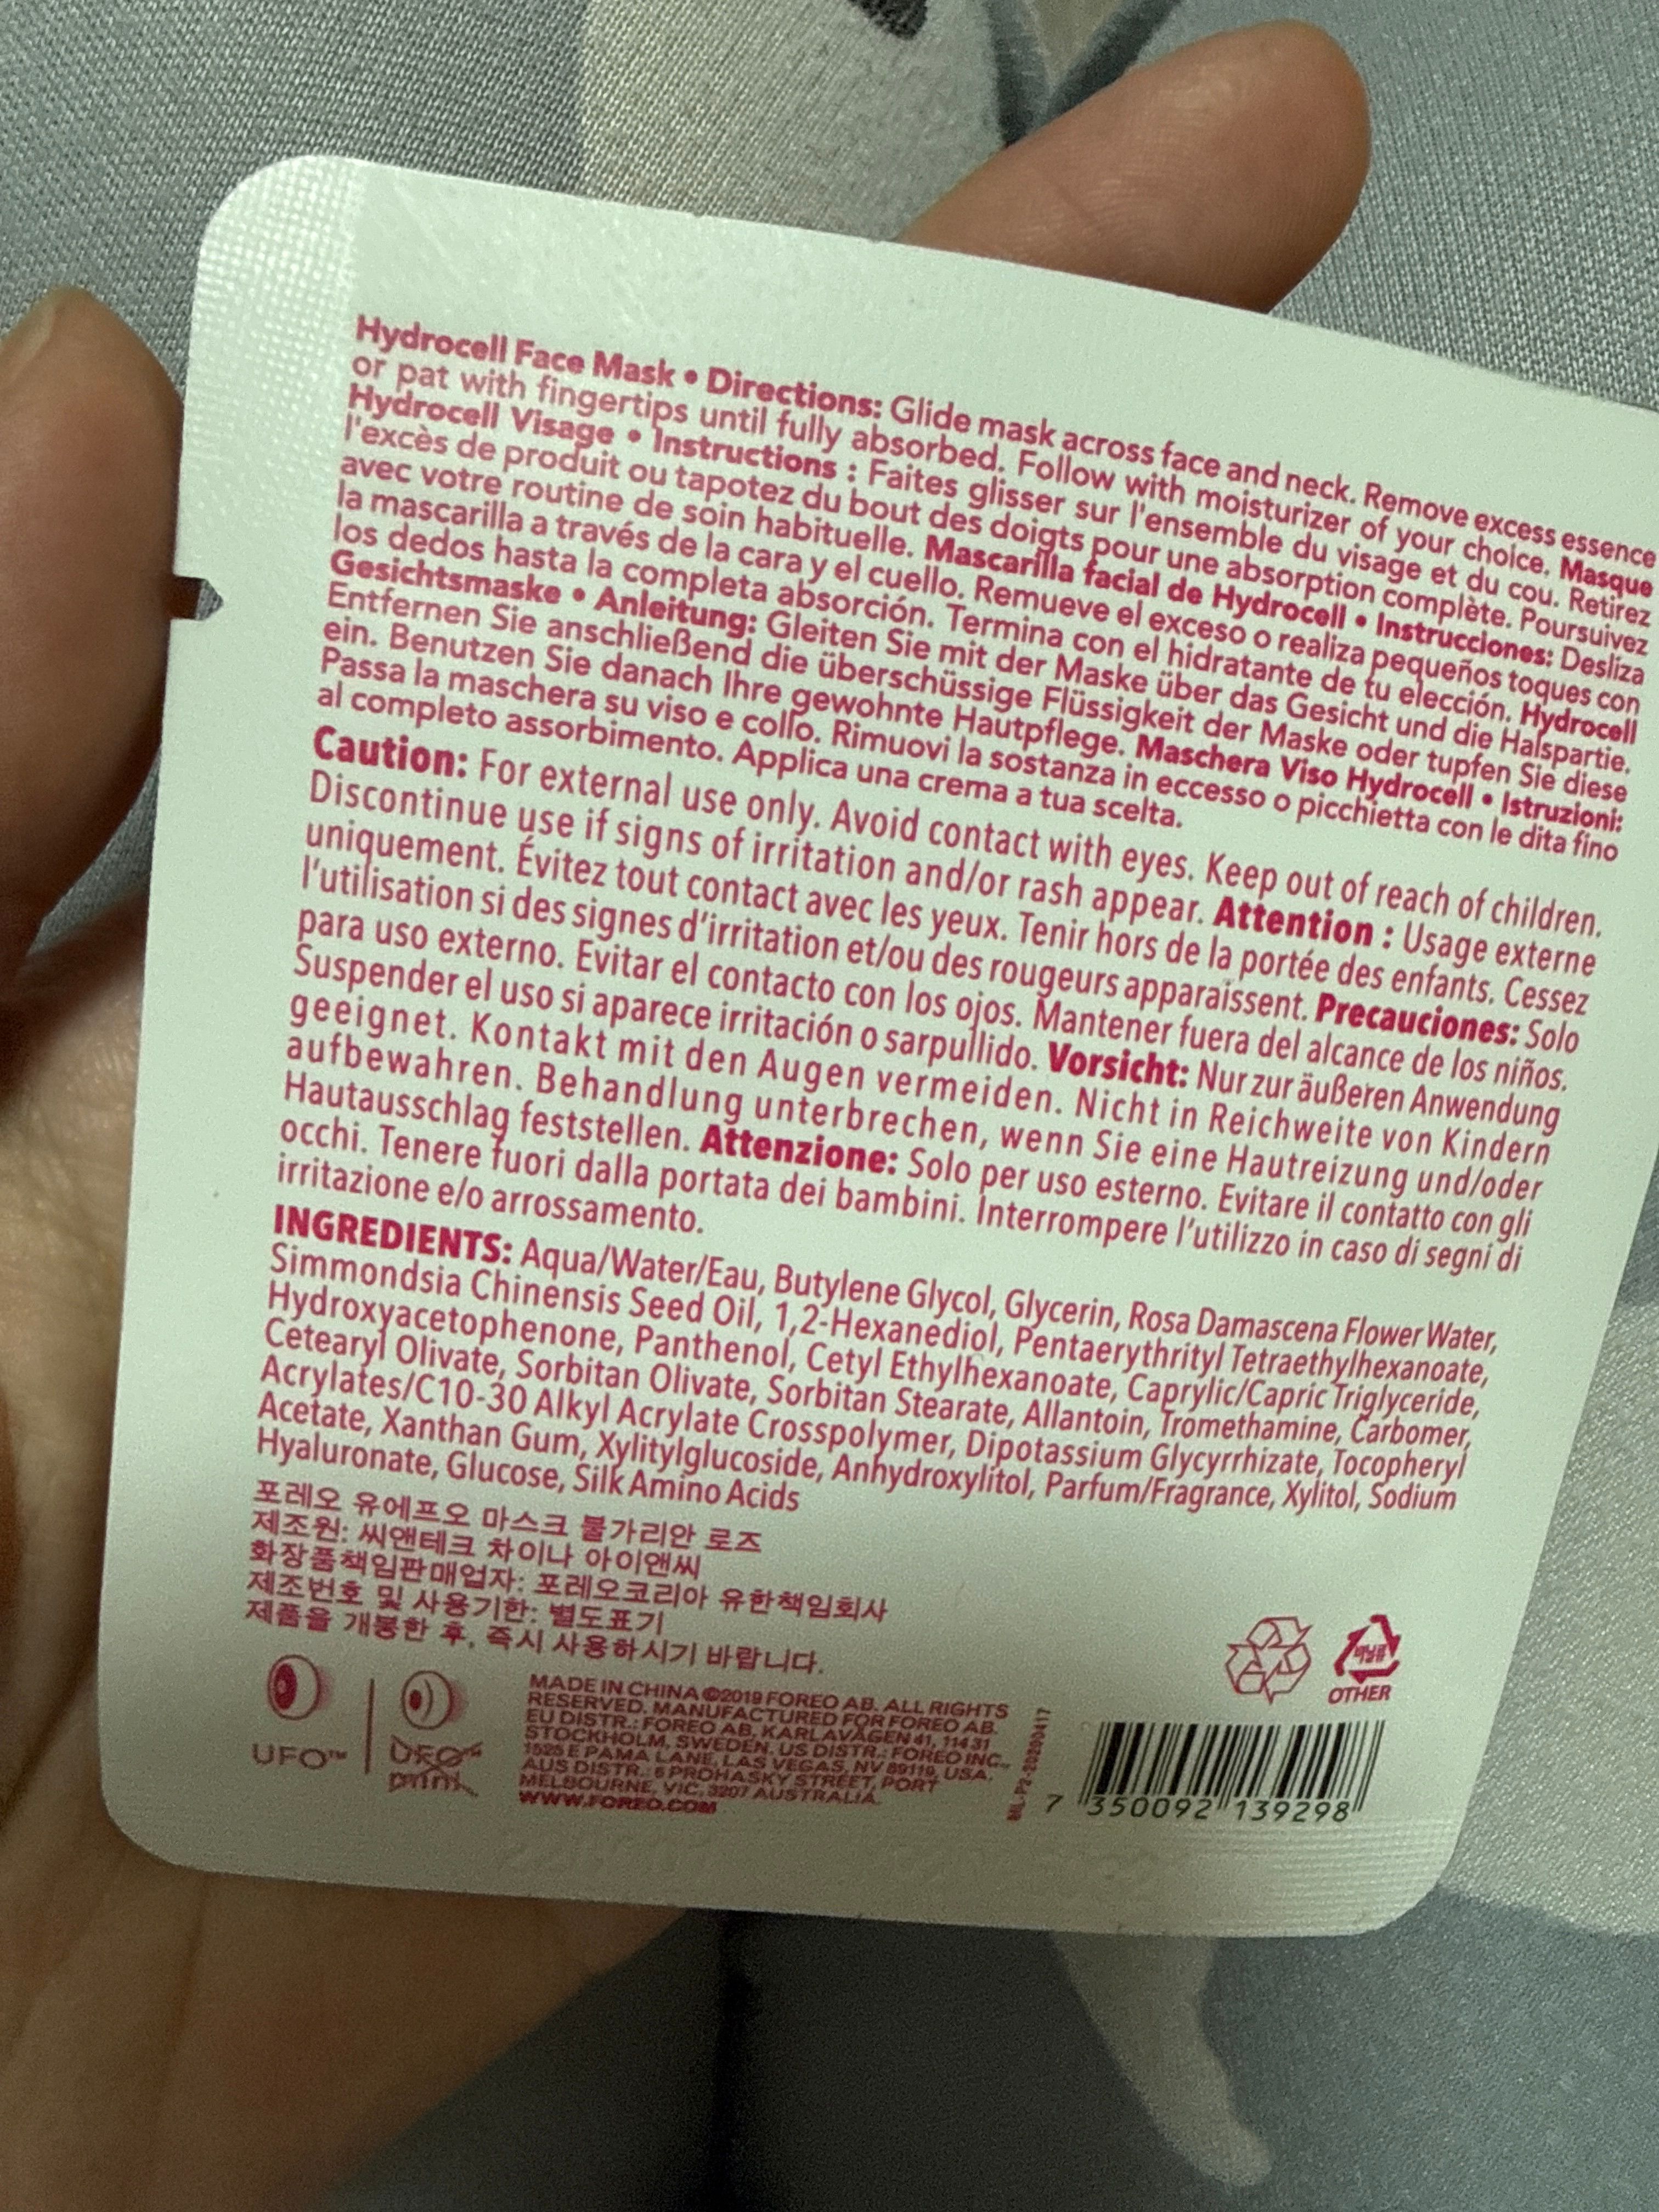 Hydrocell Face Mask • Directions: Glide mask across face and neck. Remove excess essence
or pat with fingertips until fully absorbed. Follow with moisturizer of your choice. Masque
Hydrocell Visage • Instructions : Faites glisser sur l'ensemble du visage et du cou. Retirez
l'excès de produit ou tapotez du bout des doigts pour une absorption complète. Poursuivez
avec votre routine de soin habituelle. Mascarilla facial de Hydrocell • Instrucciones: Desliza
la mascarilla a través de la cara y el cuello. Remueve el exceso o realiza pequeños toques con
los dedos hasta la completa absorción. Termina con el hidratante de tu elección. Hydrocell
Gesichtsmaske • Anleitung: Gleiten Sie mit der Maske über das Gesicht und die Halspartie.
Entfernen Sie anschließend die überschüssige Flüssigkeit der Maske oder tupfen Sie diese
ein. Benutzen Sie danach Ihre gewohnte Hautpflege. Maschera Viso Hydrocell • Istruzioni:
Passa la maschera su viso e collo. Rimuovi la sostanza in eccesso o picchietta con le dita fino
al completo assorbimento. Applica una crema a tua scelta.
Caution: For external use only. Avoid contact with eyes. Keep out of reach of children.
Discontinue use if signs of irritation and/or rash appear. Attention : Usage externe
uniquement. Évitez tout contact avec les yeux. Tenir hors de la portée des enfants. Cessez
l'utilisation si des signes d'irritation et/ou des rougeurs apparaissent. Precauciones: Solo
para uso externo. Evitar el contacto con los ojos. Mantener fuera del alcance de los niños.
Suspender el uso si aparece irritación o sarpullido. Vorsicht: Nur zur äußeren Anwendung
geeignet. Kontakt mit den Augen vermeiden. Nicht in Reichweite von Kindern
aufbewahren. Behandlung unterbrechen, wenn Sie eine Hautreizung und/oder
Hautausschlag feststellen. Attenzione: Solo per uso esterno. Evitare il contatto con gli
occhi. Tenere fuori dalla portata dei bambini. Interrompere l'utilizzo in caso di segni di
irritazione e/o arrossamento.
INGREDIENTS: Aqua/Water/Eau, Butylene Glycol, Glycerin, Rosa Damascena Flower Water,
Simmondsia Chinensis Seed Oil, 1,2-Hexanediol, Pentaerythrityl Tetraethylhexanoate,
Hydroxyacetophenone, Panthenol, Cetyl Ethylhexanoate, Caprylic/Capric Triglyceride,
Cetearyl Olivate, Sorbitan Olivate, Sorbitan Stearate, Allantoin, Tromethamine, Carbomer,
Acrylates/C10-30 Alkyl Acrylate Crosspolymer, Dipotassium Glycyrrhizate, Tocopheryl
Acetate, Xanthan Gum, Xylitylglucoside, Anhydroxylitol, Parfum/Fragrance, Xylitol, Sodium
Hyaluronate, Glucose, Silk Amino Acids
포레오 유에프오 마스크 불가리안 로즈
제조원: 씨앤테크 차이나 아이앤씨
화장품책임판매업자: 포레오코리아 유한책임회사
제조번호 및 사용기한: 별도표기
제품을 개봉한 후, 즉시 사용하시기 바랍니다.
UFO™
UFO™
mini
MADE IN CHINA ©2019 FOREO AB. ALL RIGHTS
RESERVED. MANUFACTURED FOR FOREO AB.
EU DISTR.: FOREO AB, KARLAVÄGEN 41, 114 31
STOCKHOLM, SWEDEN. US DISTR.: FOREO INC.,
1525 E PAMA LANE, LAS VEGAS, NV 89119, USA.
AUS DISTR.: 6 PROHASKY STREET, PORT
MELBOURNE, VIC, 3207 AUSTRALIA.
WWW.FOREO.COM
ML-P2-20200417
비닐류
OTHER
7 350092 139298